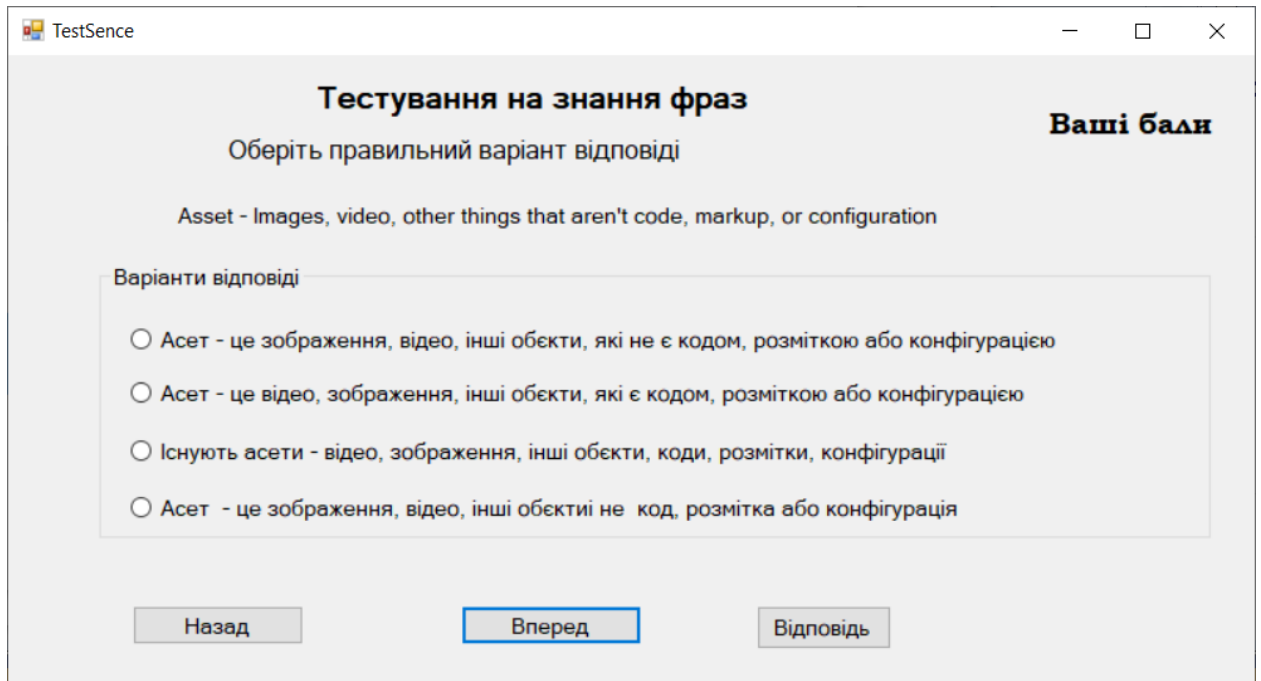 TestSence
Тестування на знання фраз
Ваші бали
Оберіть правильний варіант відповіді
Asset - Images, video, other things that aren't code, markup, or configuration
Варіанти відповіді
Асет - це зображення, відео, інші обєкти, які не є кодом, розміткою або конфігурацією
Асет - це відео, зображення, інші обєкти, які є кодом, розміткою або конфігурацією
Існують асети - відео, зображення, інші обєкти, коди, розмітки, конфігурації
Асет  - це зображення, відео, інші обєктиі не  код, розмітка або конфігурація
Назад
Вперед
Відповідь